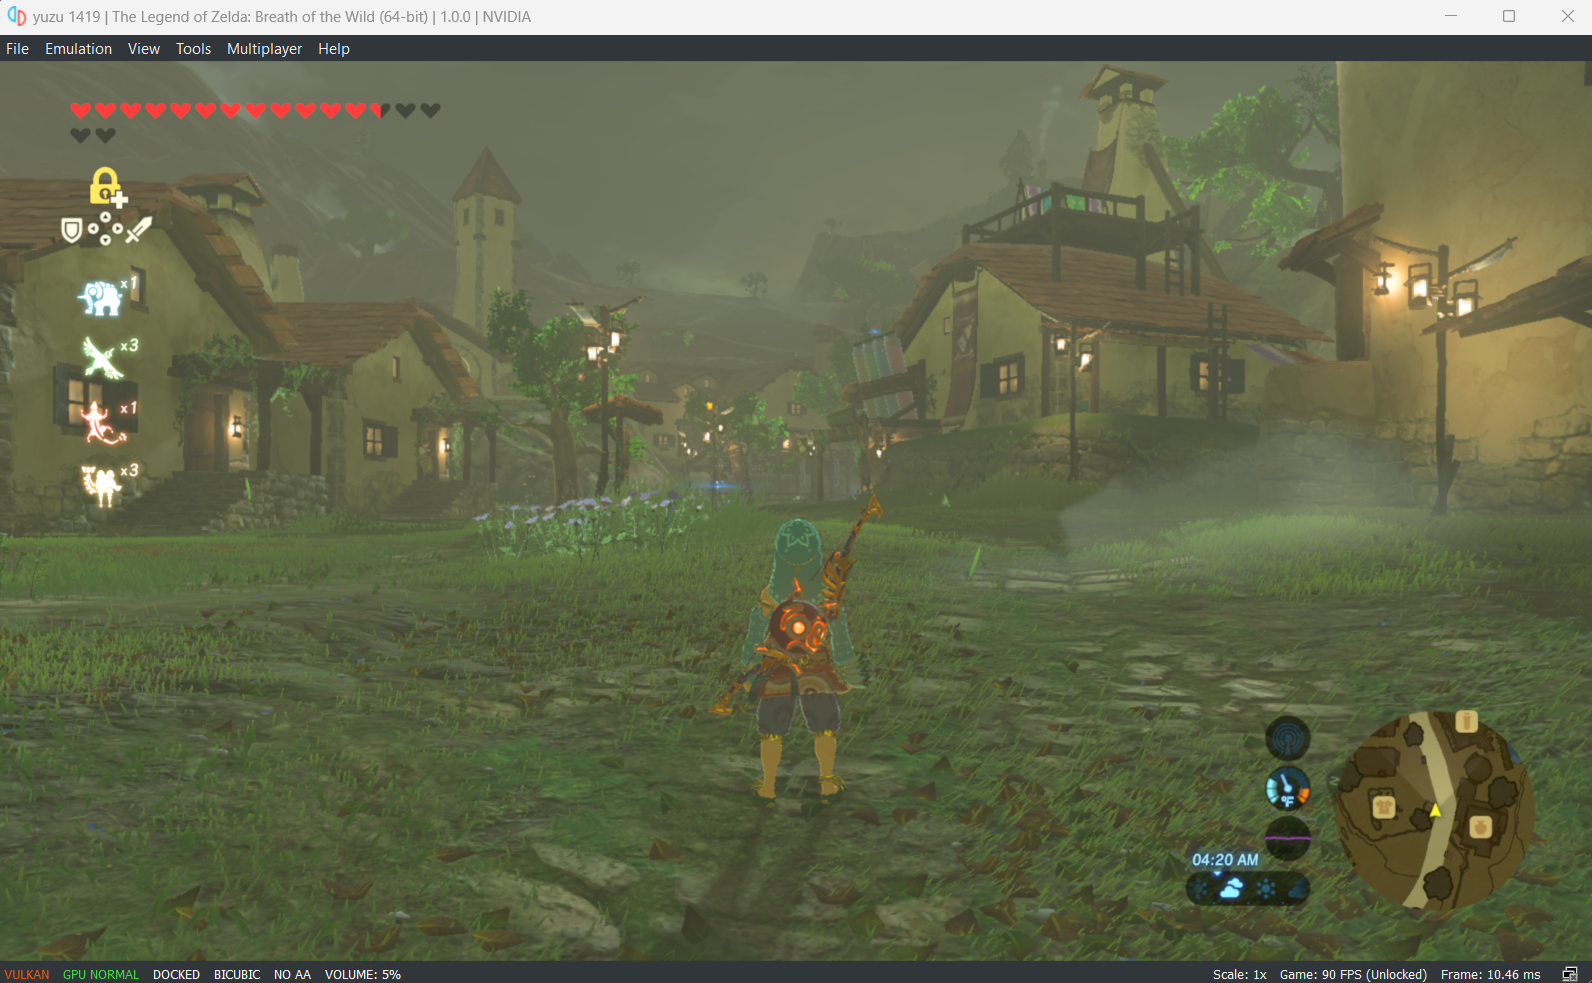 yuzu 1419 | The Legend of Zelda: Breath of the Wild (64-bit) | 1.0.0 | NVIDIA
File Emulation View Tools Multiplayer Help
x1
x3
x1
x3
°F
04:20 AM
VULKAN GPU NORMAL DOCKED BICUBIC NO AA VOLUME: 5% Scale: 1x Game: 90 FPS (Unlocked) Frame: 10.46 ms